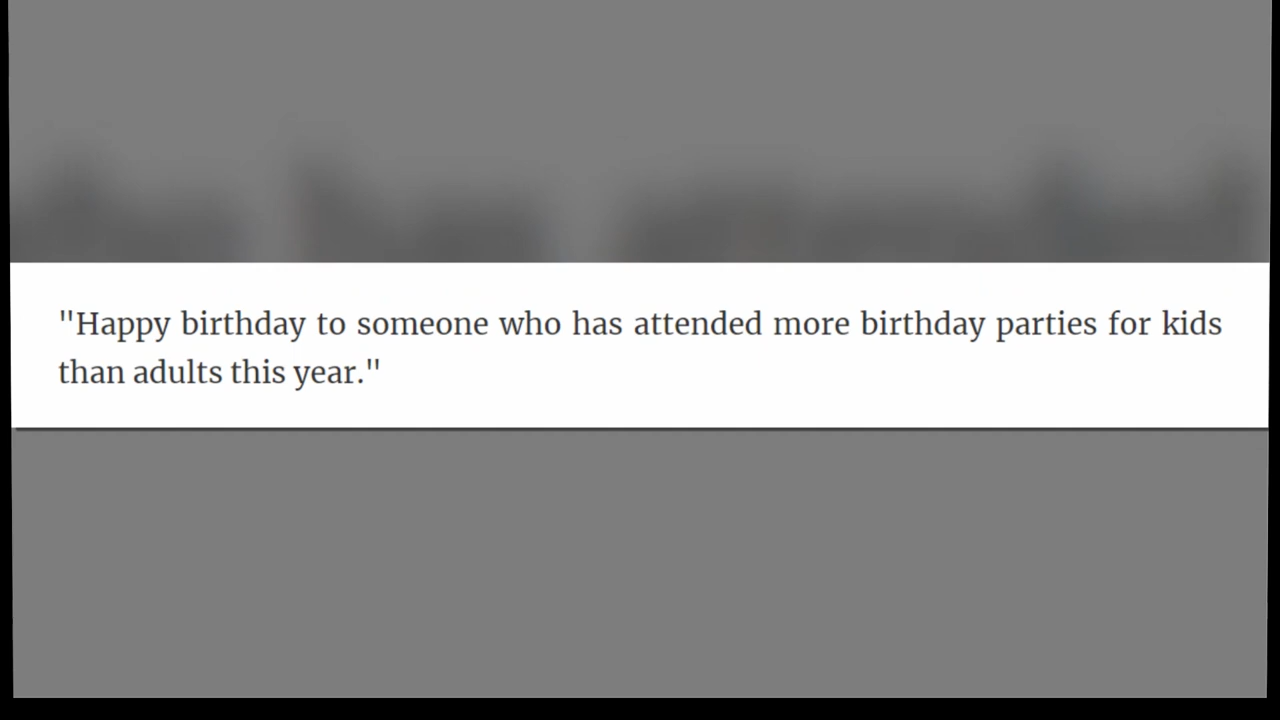 "Happy birthday to someone who has attended more birthday parties for kids
than adults this year."